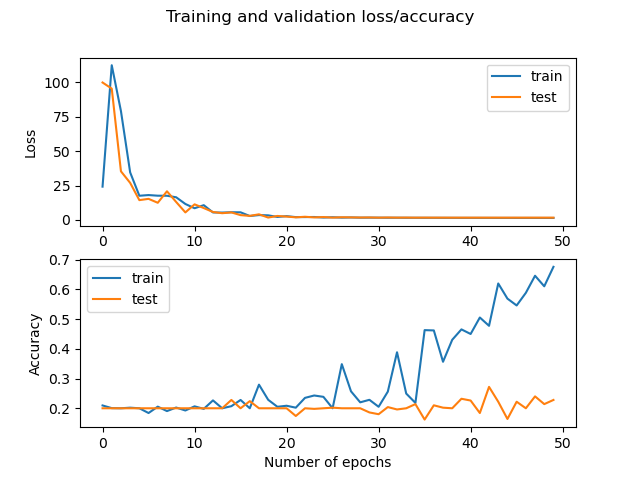 Training and validation loss/accuracy
100
75
50
25
0
Loss
train
test
0 10 20 30 40 50
0.7
0.6
0.5
0.4
0.3
0.2
Accuracy
train
test
0 10 20 30 40 50
Number of epochs